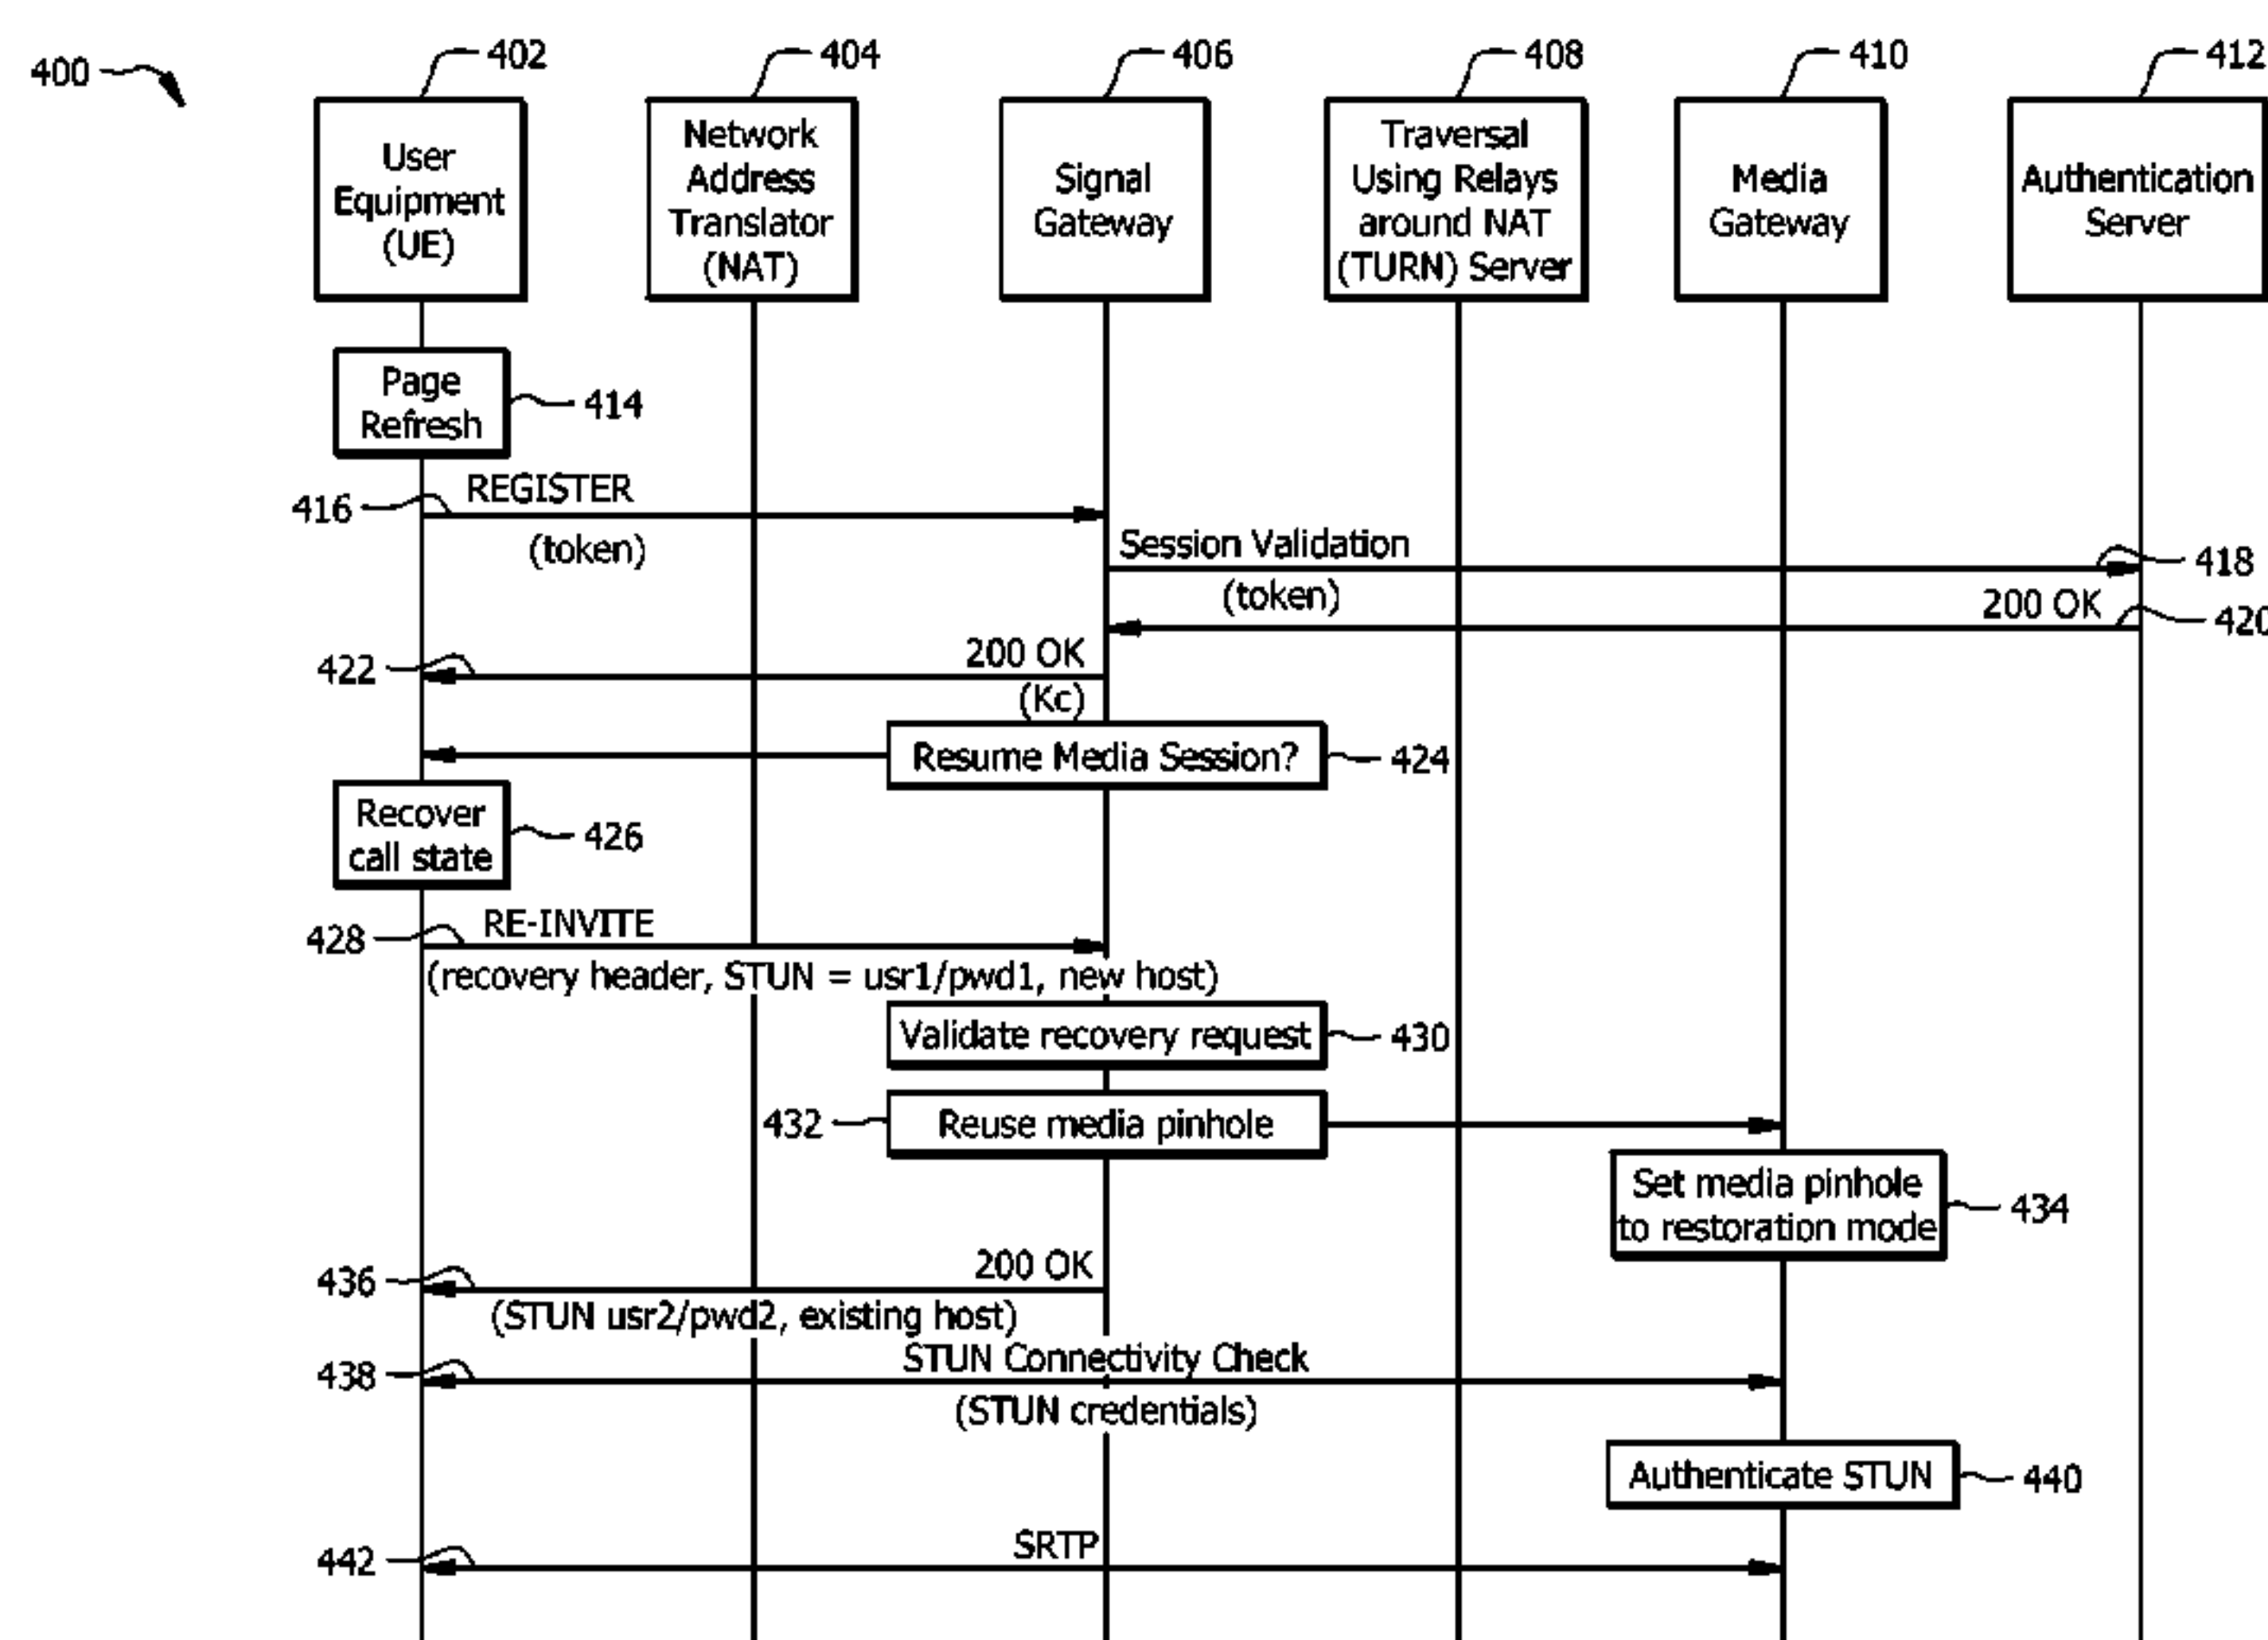 400
402
404
406
408
410
412
User
Equipment
(UE)
Network
Address
Translator
(NAT)
Signal
Gateway
Traversal
Using Relays
around NAT
(TURN) Server
Media
Gateway
Authentication
Server
Page
Refresh
414
416
REGISTER
(token)
Session Validation
418
(token)
200 OK
420
422
200 OK
(Kc)
Resume Media Session?
424
Recover
call state
426
428
RE-INVITE
(recovery header, STUN = usr1/pwd1, new host)
Validate recovery request
430
432
Reuse media pinhole
Set media pinhole
to restoration mode
434
436
200 OK
(STUN usr2/pwd2, existing host)
438
STUN Connectivity Check
(STUN credentials)
Authenticate STUN
440
442
SRTP